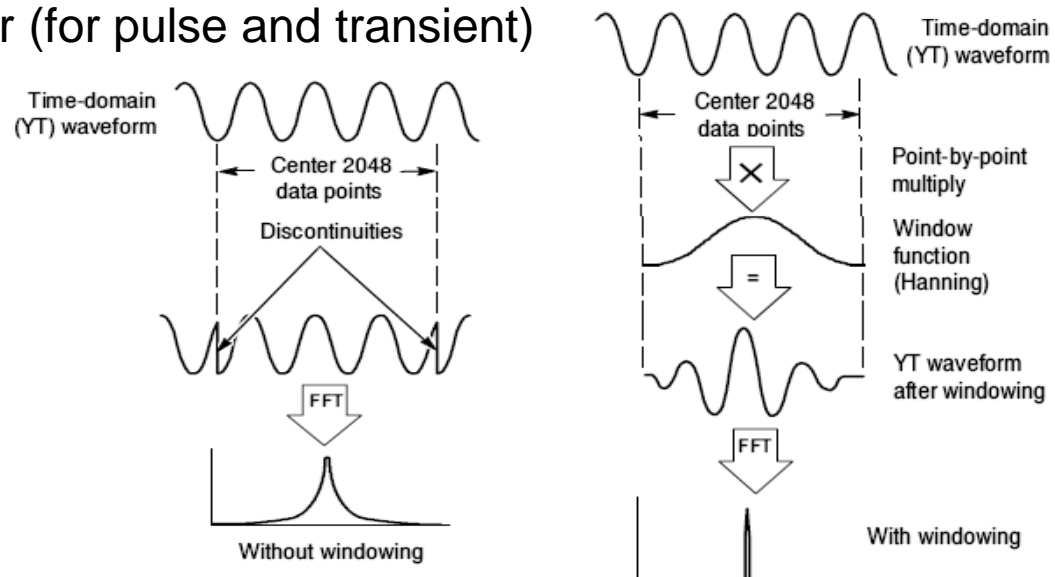 r (for pulse and transient)
Time-domain
(YT) waveform
Center 2048
data points
Discontinuities
FFT
Without windowing
Time-domain
(YT) waveform
Center 2048
data points
Point-by-point
multiply
×
Window
function
(Hanning)
=
YT waveform
after windowing
FFT
With windowing